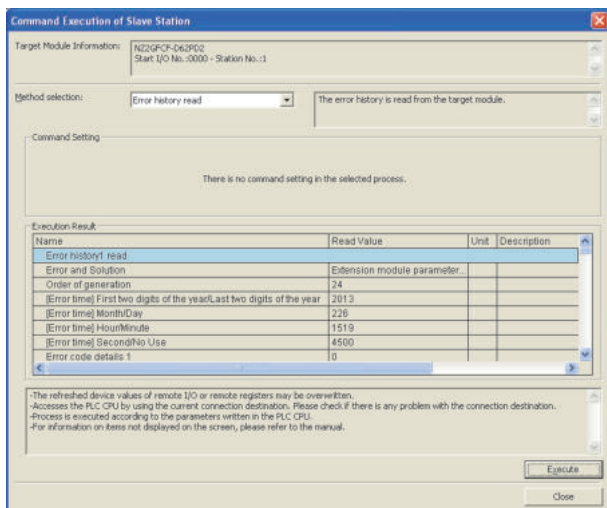 Command Execution of Slave Station
Target Module Information:
NZ2GFCF-D62PD2
Start I/O No.:0000 - Station No.:1
Method selection:
Error history read
The error history is read from the target module.
Command Setting
There is no command setting in the selected process.
Execution Result
Name Read Value Unit Description
Error history1 read
Error and Solution Extension module parameter...
Order of generation 24
[Error time] First two digits of the year/Last two digits of the year 2013
[Error time] Month/Day 226
[Error time] Hour/Minute 1519
[Error time] Second/No Use 4500
Error code details 1 0
-The refreshed device values of remote I/O or remote registers may be overwritten.
-Accesses the PLC CPU by using the current connection destination. Please check if there is any problem with the connection destination.
-Process is executed according to the parameters written in the PLC CPU.
-For information on items not displayed on the screen, please refer to the manual.
Execute
Close